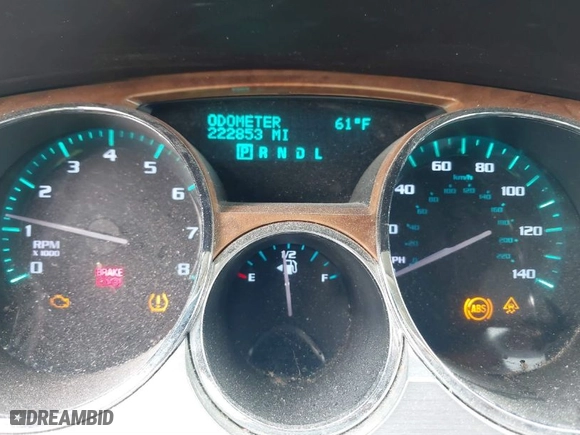 ODOMETER 61°F
222853 MI
P R N D L
0 1 2 3 4 5 6 7 8
RPM
X 1000
BRAKE
E 1/2 F
40 60 80 100 120 140
km/h
ABS
DREAMBID